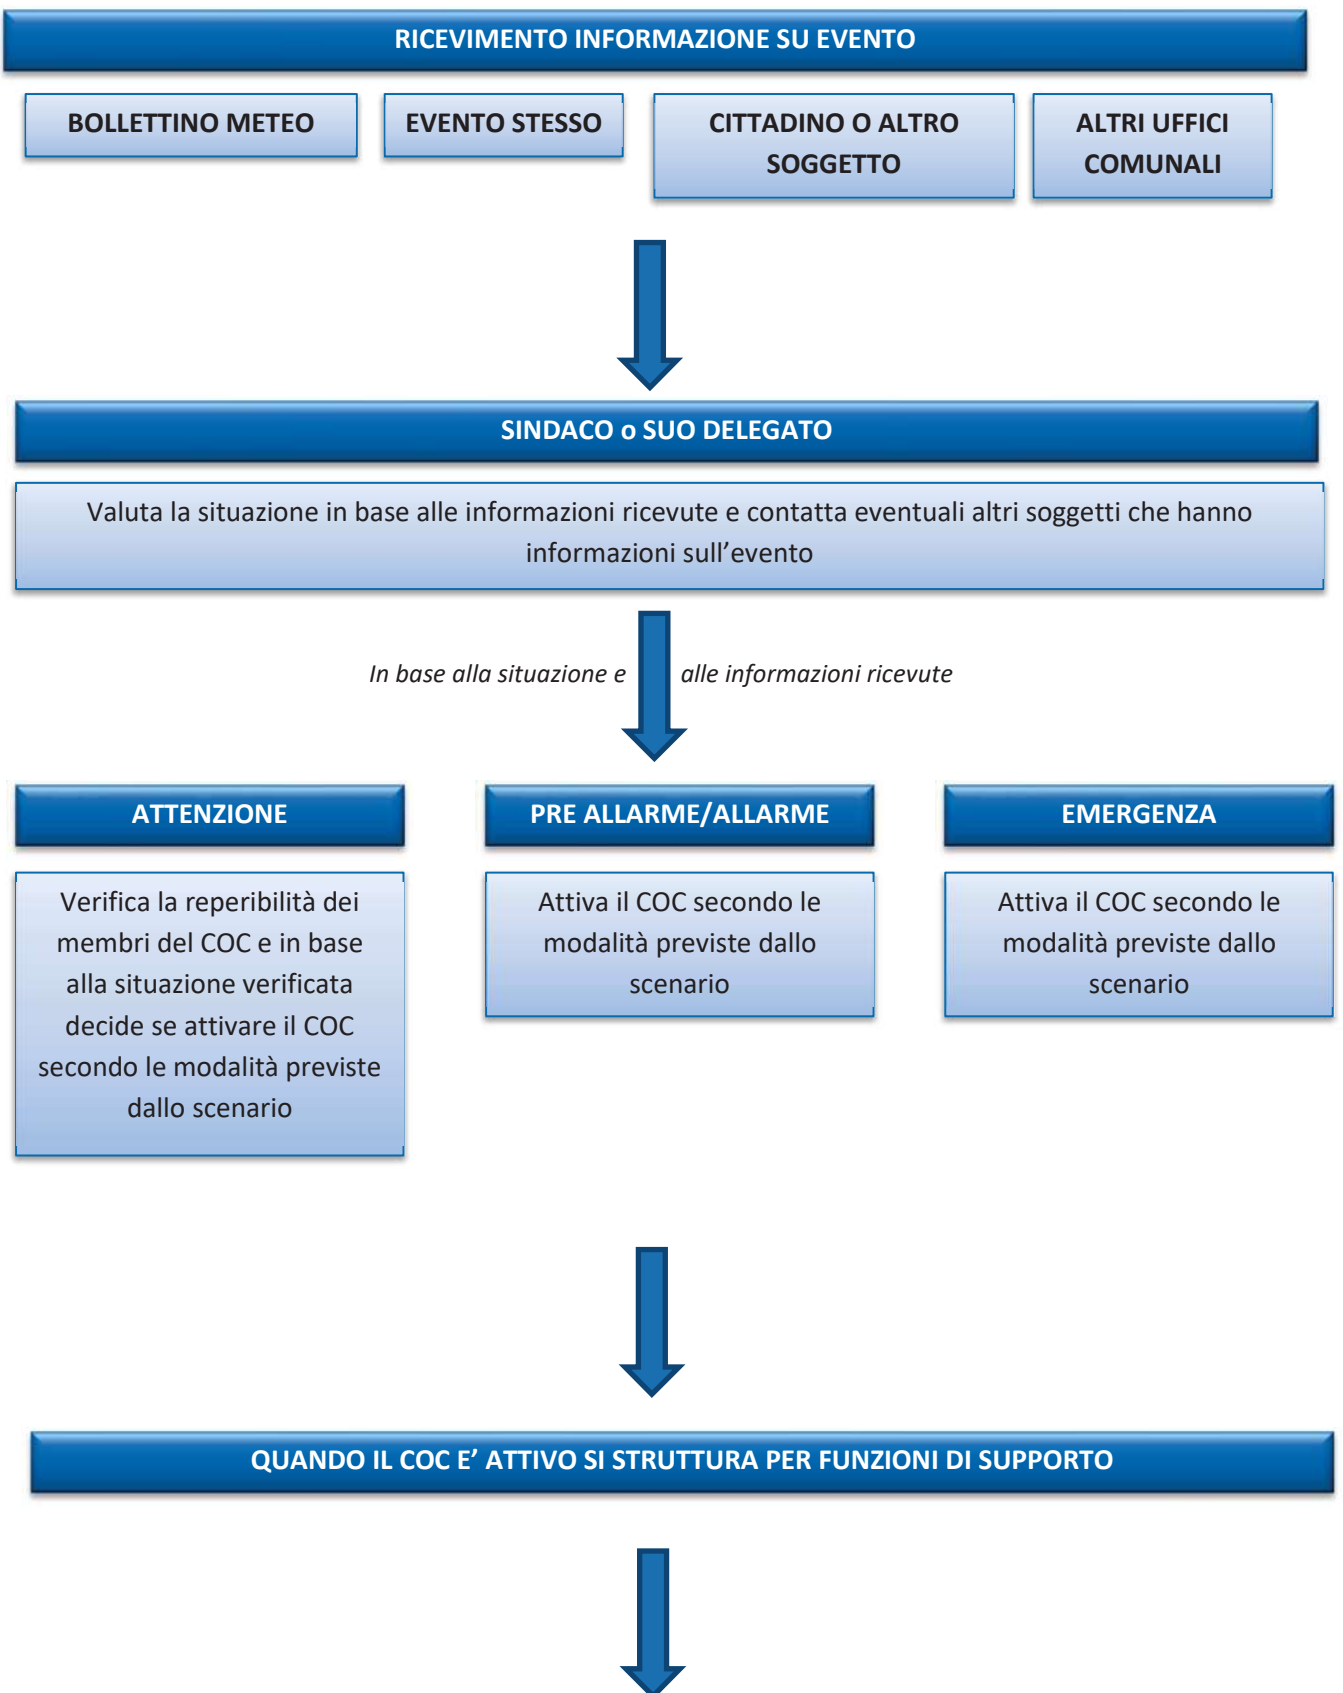 RICEVIMENTO INFORMAZIONE SU EVENTO
BOLLETTINO METEO
EVENTO STESSO
CITTADINO O ALTRO
SOGGETTO
ALTRI UFFICI
COMUNALI
SINDACO o SUO DELEGATO
Valuta la situazione in base alle informazioni ricevute e contatta eventuali altri soggetti che hanno
informazioni sull’evento
In base alla situazione e alle informazioni ricevute
ATTENZIONE
Verifica la reperibilità dei
membri del COC e in base
alla situazione verificata
decide se attivare il COC
secondo le modalità previste
dallo scenario
PRE ALLARME/ALLARME
Attiva il COC secondo le
modalità previste dallo
scenario
EMERGENZA
Attiva il COC secondo le
modalità previste dallo
scenario
QUANDO IL COC E’ ATTIVO SI STRUTTURA PER FUNZIONI DI SUPPORTO